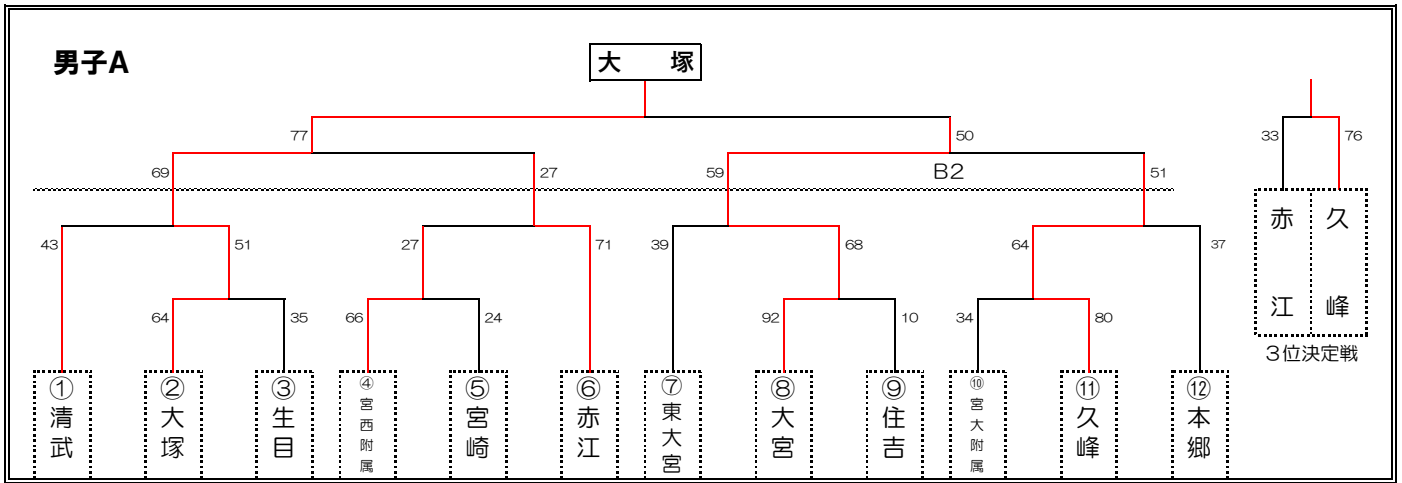 男子A
大　塚
77
50
33
76
69
27
59
B2
51
赤江
久峰
43
51
27
71
39
68
64
37
64
35
66
24
92
10
34
80
3位決定戦
①清武
②大塚
③生目
④宮西附属
⑤宮崎
⑥赤江
⑦東大宮
⑧大宮
⑨住吉
⑩宮大附属
⑪久峰
⑫本郷